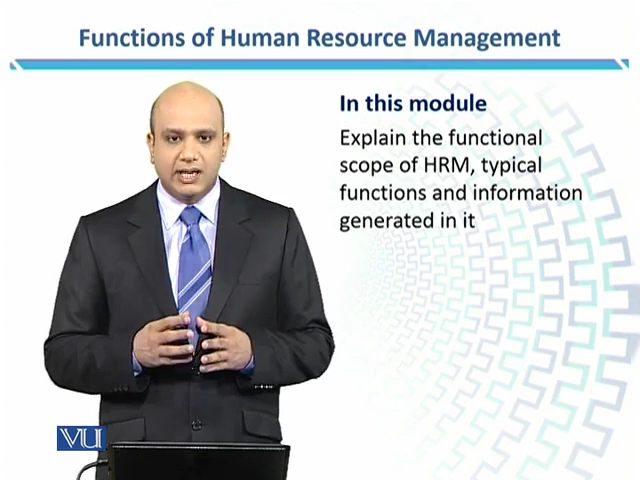 Functions of Human Resource Management
In this module
Explain the functional
scope of HRM, typical
functions and information
generated in it
VU